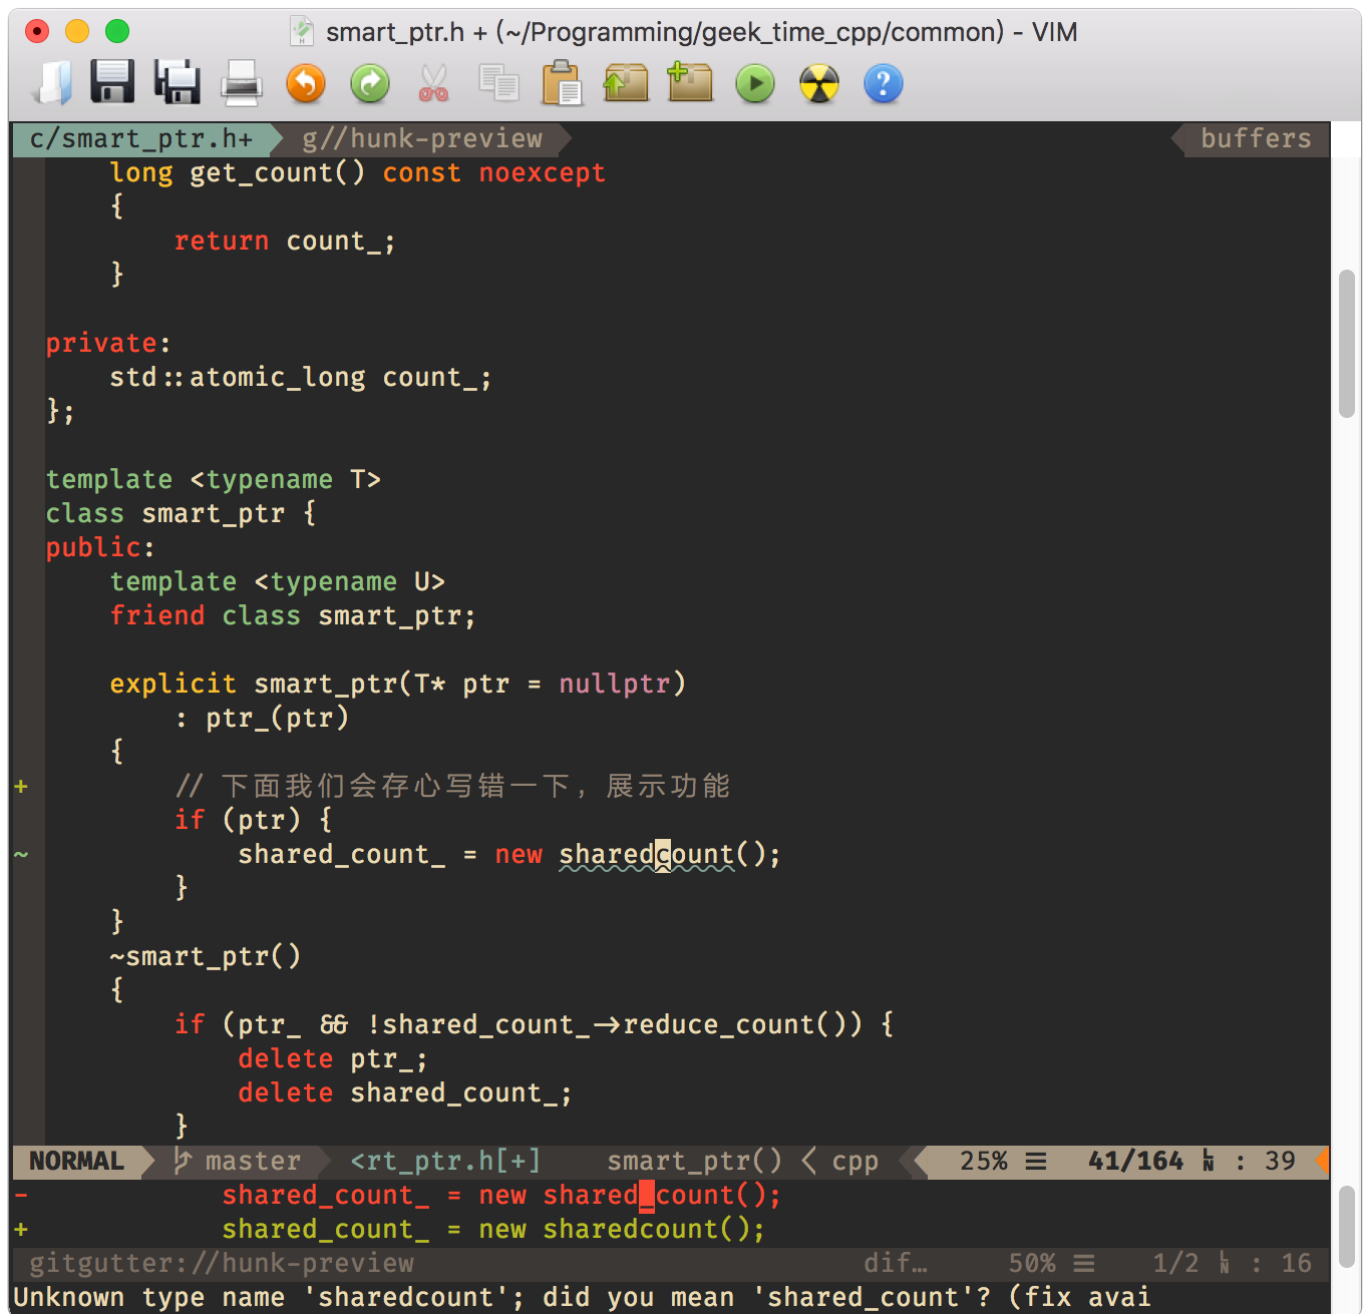 smart_ptr.h + (~/Programming/geek_time_cpp/common) - VIM
c/smart_ptr.h+ g//hunk-preview buffers
long get_count() const noexcept
{
return count_;
}
private:
std::atomic_long count_;
};
template <typename T>
class smart_ptr {
public:
template <typename U>
friend class smart_ptr;
explicit smart_ptr(T* ptr = nullptr)
: ptr_(ptr)
{
+ // 下面我们会存心写错一下，展示功能
if (ptr) {
~ shared_count_ = new sharedcount();
}
}
~smart_ptr()
{
if (ptr_ && !shared_count_->reduce_count()) {
delete ptr_;
delete shared_count_;
}
NORMAL master <rt_ptr.h[+] smart_ptr() < cpp 25% ☰ 41/164 LN : 39
- shared_count_ = new shared_count();
+ shared_count_ = new sharedcount();
gitgutter://hunk-preview dif… 50% ☰ 1/2 LN : 16
Unknown type name 'sharedcount'; did you mean 'shared_count'? (fix avai